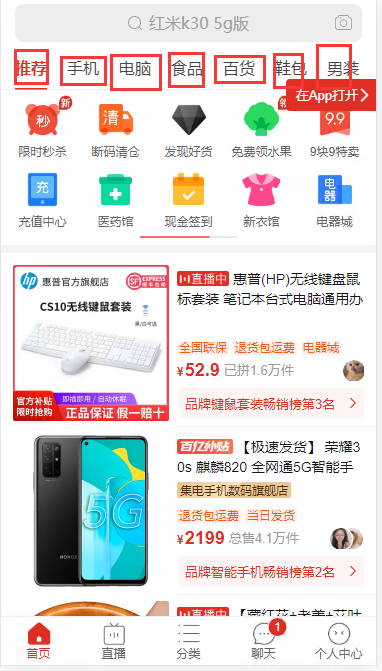 红米k30 5g版
推荐 手机 电脑 食品 百货 鞋包 男装
在App打开
秒 新 清 领 9.9
限时秒杀 断码清仓 发现好货 免费领水果 9块9特卖
充 电器
充值中心 医药馆 现金签到 新衣馆 电器城
hp 惠普官方旗舰店 SF EXPRESS 顺丰包邮
CS10无线键鼠套装
黑/白可选
官方补贴 限时抢购
即插即用 / 自动休眠
正品保证 假一赔十
直播中 惠普(HP)无线键盘鼠
标套装 笔记本台式电脑通用办
全国联保 退货包运费 电器城
¥52.9 已拼1.6万件
品牌键鼠套装畅销榜第3名
5G
HONOR
百亿补贴 【极速发货】 荣耀3
0s 麒麟820 全网通5G智能手
集电手机数码旗舰店
退货包运费 当日发货
¥2199 总售4.1万件
品牌智能手机畅销榜第2名
直播中
首页 直播 分类 聊天 1 个人中心